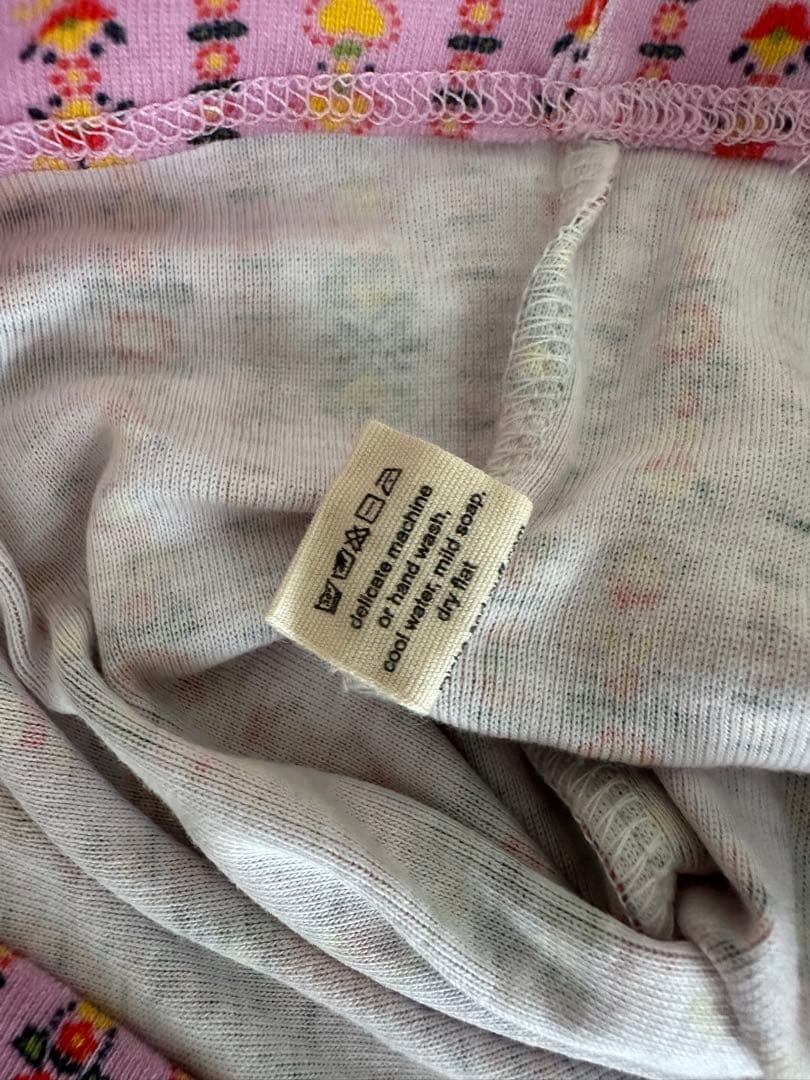 delicate machine
or hand wash,
cool water, mild soap,
dry flat